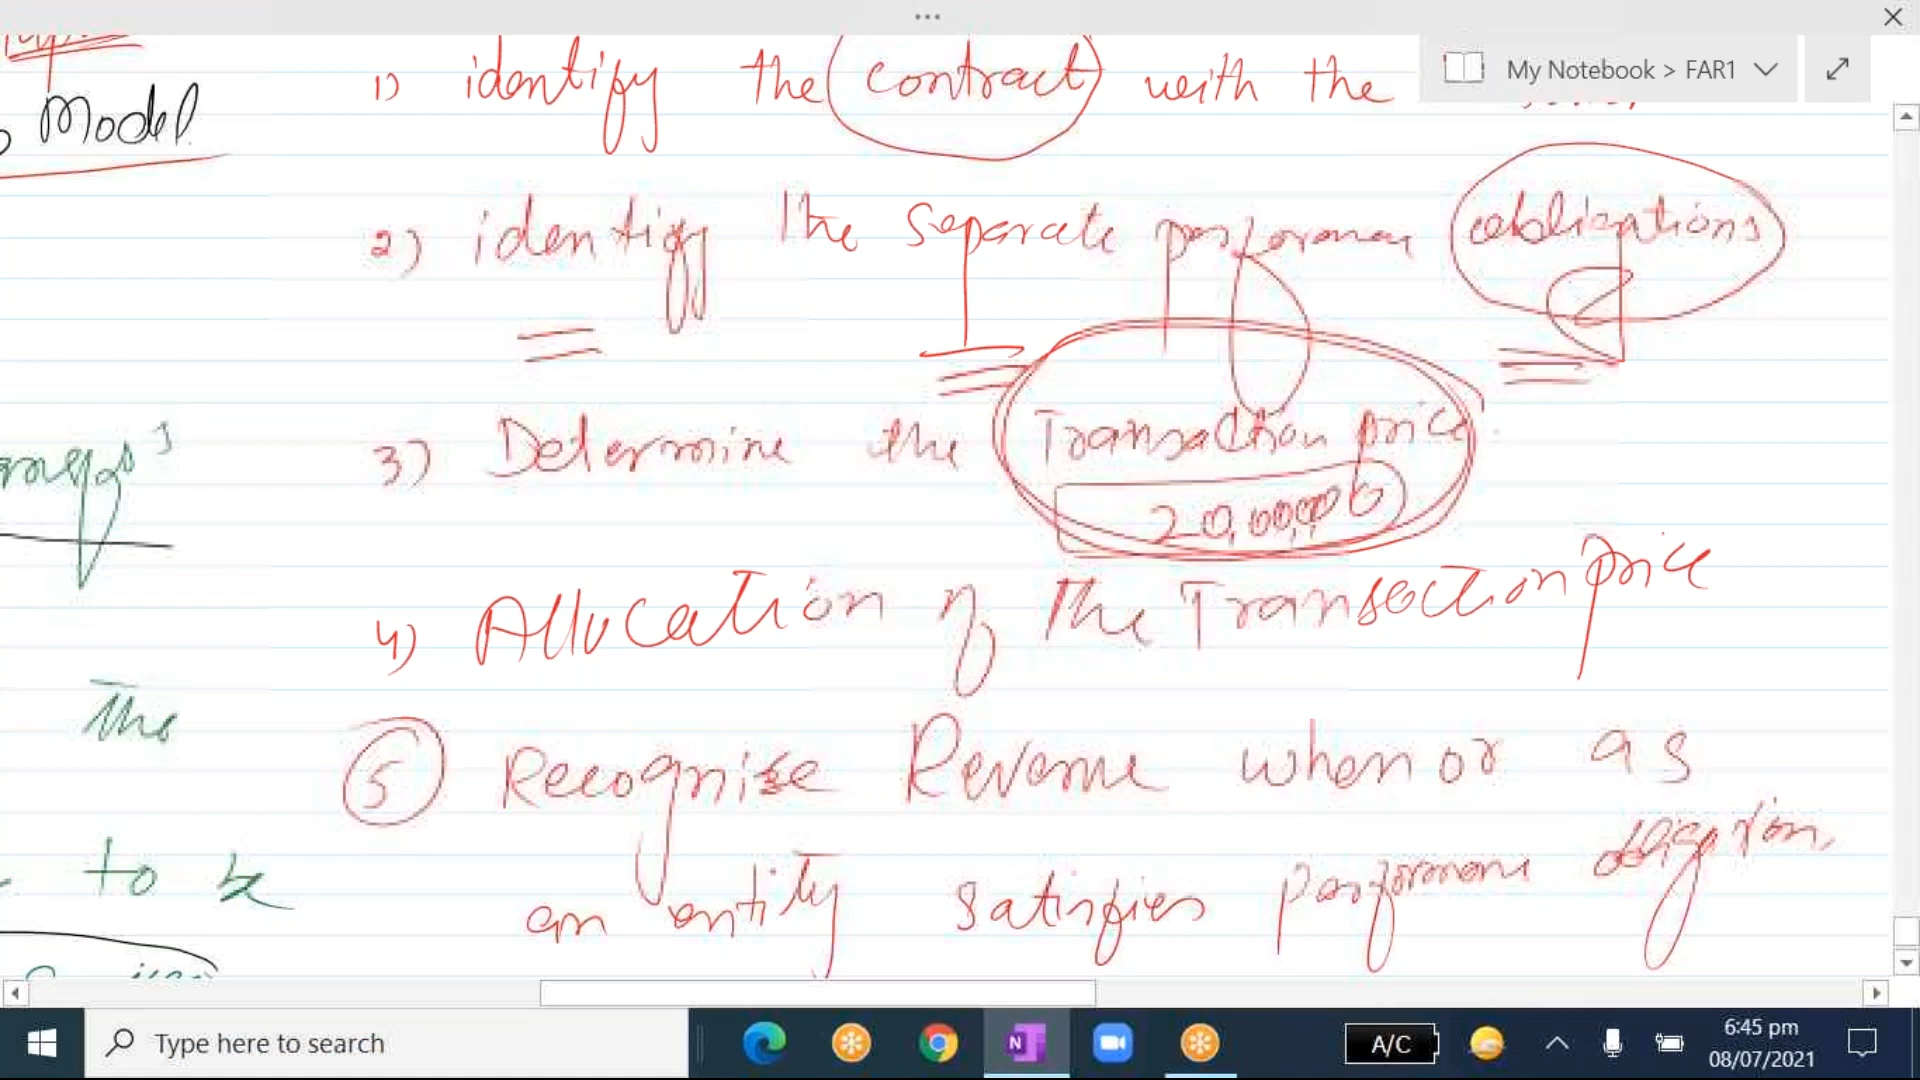 My Notebook > FAR1
Model
1) identify the contract with the
2) identify the separate performance obligations
3) Determine the Transaction price
4) Allocation of the Transaction price
the
5 Recognise Revenue when or as
to be
an entity satisfies performance obligation
Type here to search
A/C
6:45 pm
08/07/2021